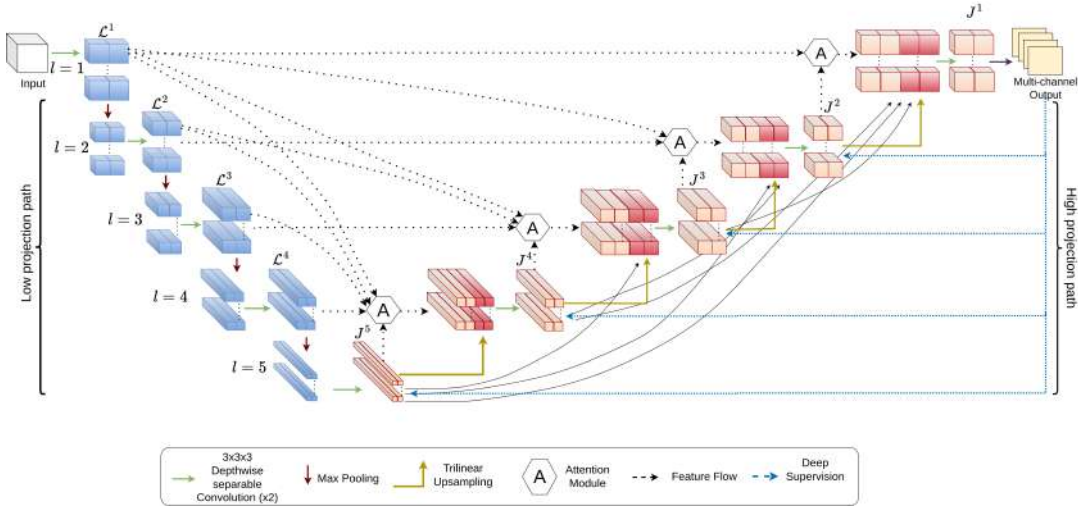 Input
l = 1
ℒ¹
J¹
Multi-channel
Output
A
Low projection path
High projection path
l = 2
ℒ²
A
J²
l = 3
ℒ³
A
J³
l = 4
ℒ⁴
A
J⁴
l = 5
J⁵
3x3x3
Depthwise
separable
Convolution (x2)
Max Pooling
Trilinear
Upsampling
A
Attention
Module
Feature Flow
Deep
Supervision